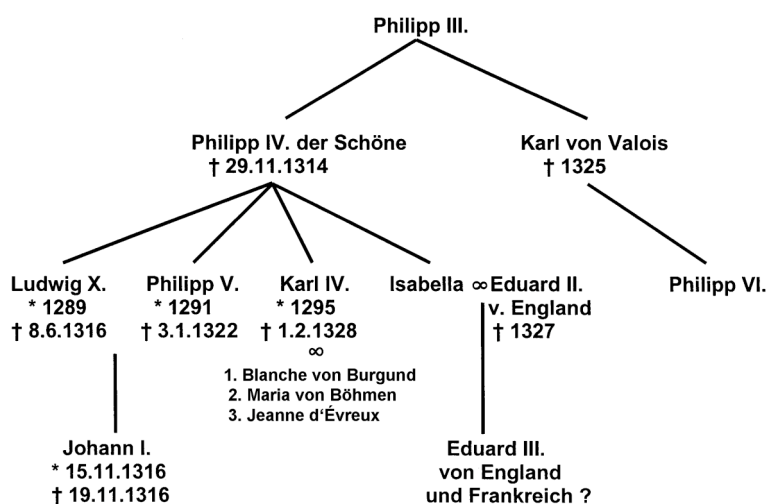 Philipp III.
Philipp IV. der Schöne
† 29.11.1314
Karl von Valois
† 1325
Ludwig X.
* 1289
† 8.6.1316
Philipp V.
* 1291
† 3.1.1322
Karl IV.
* 1295
† 1.2.1328
∞
1. Blanche von Burgund
2. Maria von Böhmen
3. Jeanne d'Évreux
Isabella ∞ Eduard II.
v. England
† 1327
Philipp VI.
Johann I.
* 15.11.1316
† 19.11.1316
Eduard III.
von England
und Frankreich ?